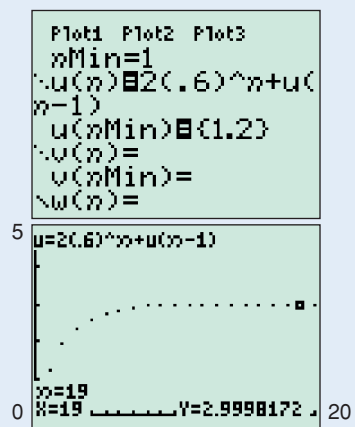 Plot1 Plot2 Plot3
nMin=1
u(n)=2(.6)^n+u(
n-1)
u(nMin)={1.2}
v(n)=
v(nMin)=
w(n)=
5
u=2(.6)^n+u(n-1)
n=19
0 X=19 Y=2.9998172 20